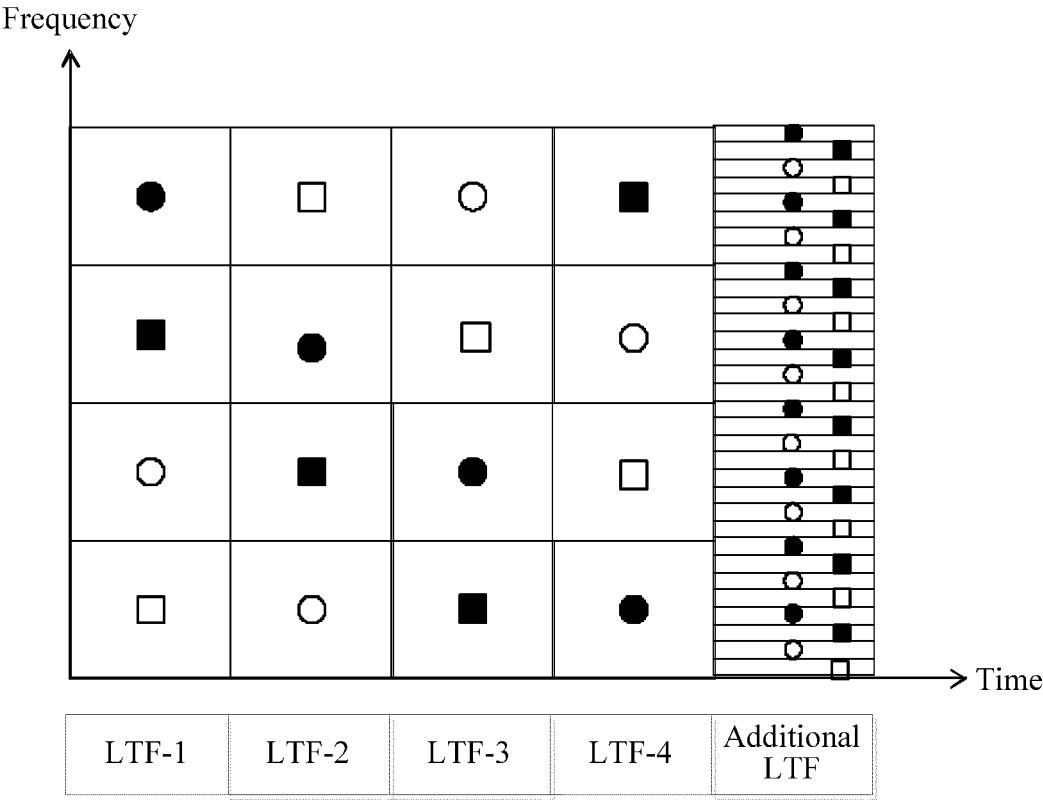 Frequency
Time
LTF-1
LTF-2
LTF-3
LTF-4
Additional
LTF